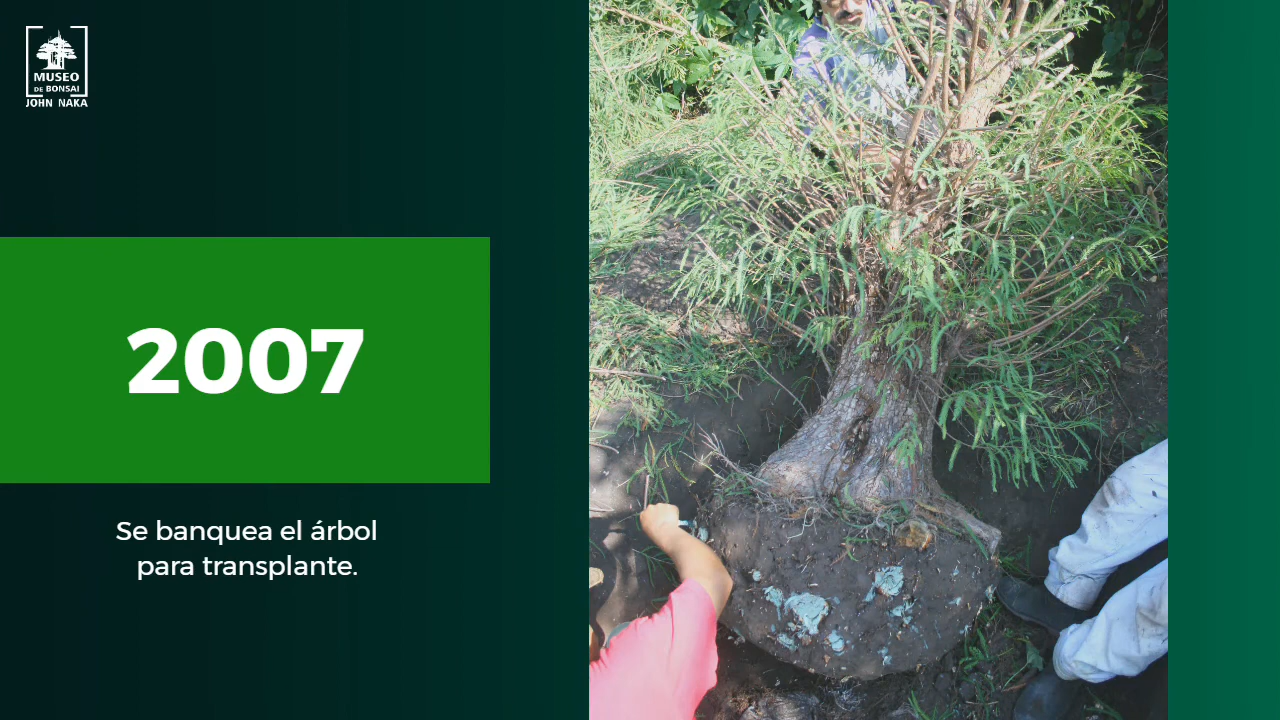 MUSEO
DE BONSAI
JOHN NAKA
2007
Se banquea el árbol
para transplante.